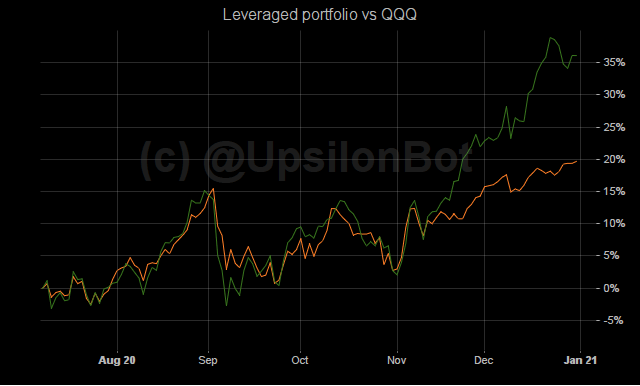 Leveraged portfolio vs QQQ
(c) @UpsilonBot
35%
30%
25%
20%
15%
10%
5%
0%
-5%
Aug 20
Sep
Oct
Nov
Dec
Jan 21